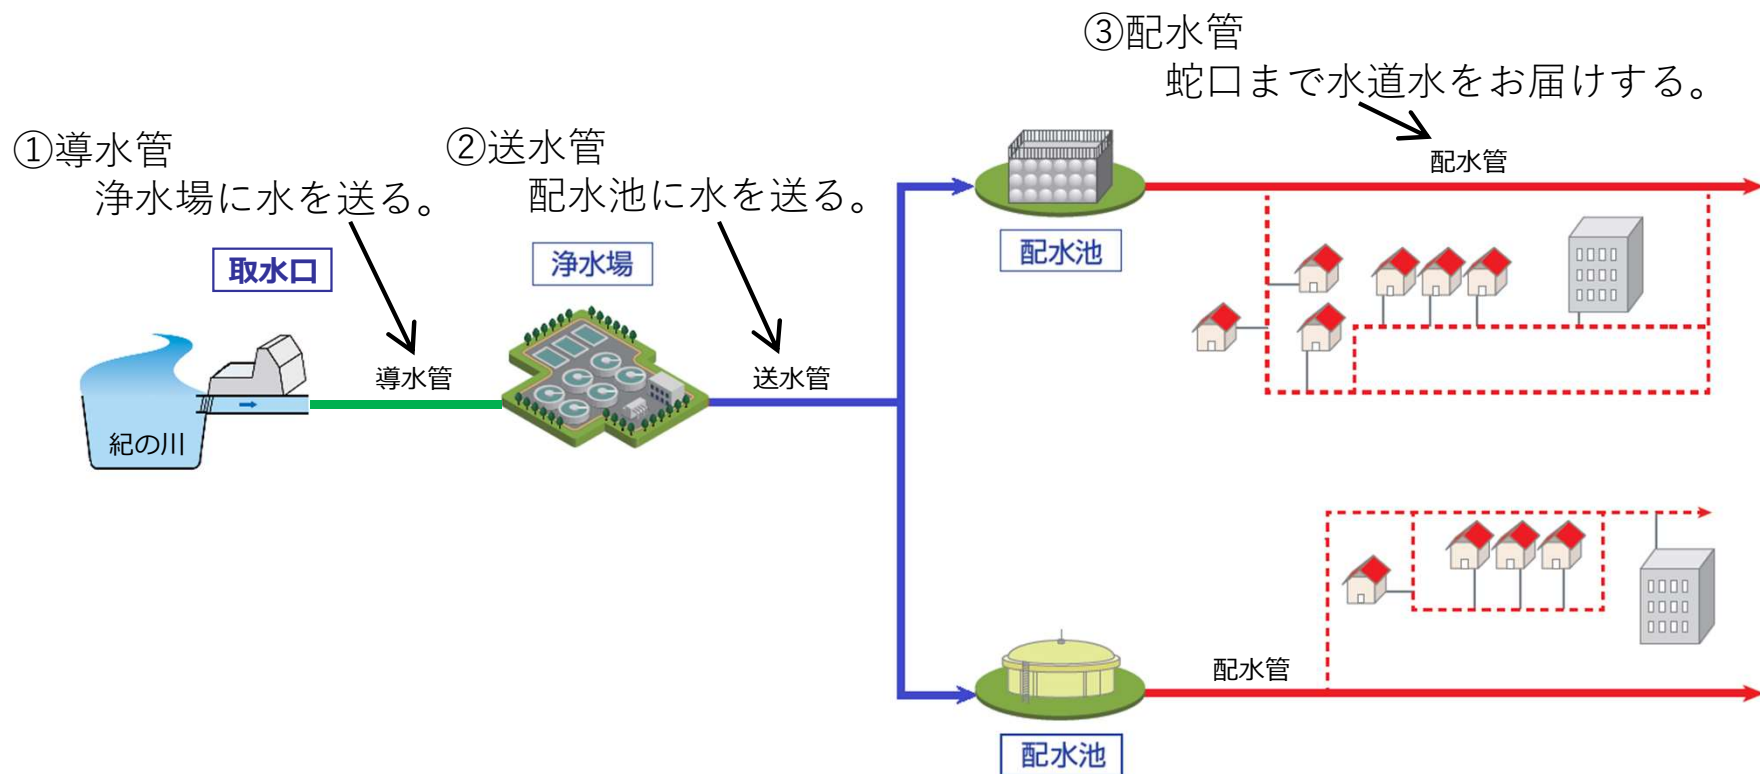 ③配水管
蛇口まで水道水をお届けする。
①導水管
浄水場に水を送る。
②送水管
配水池に水を送る。
配水管
取水口
浄水場
配水池
導水管
送水管
紀の川
配水管
配水池